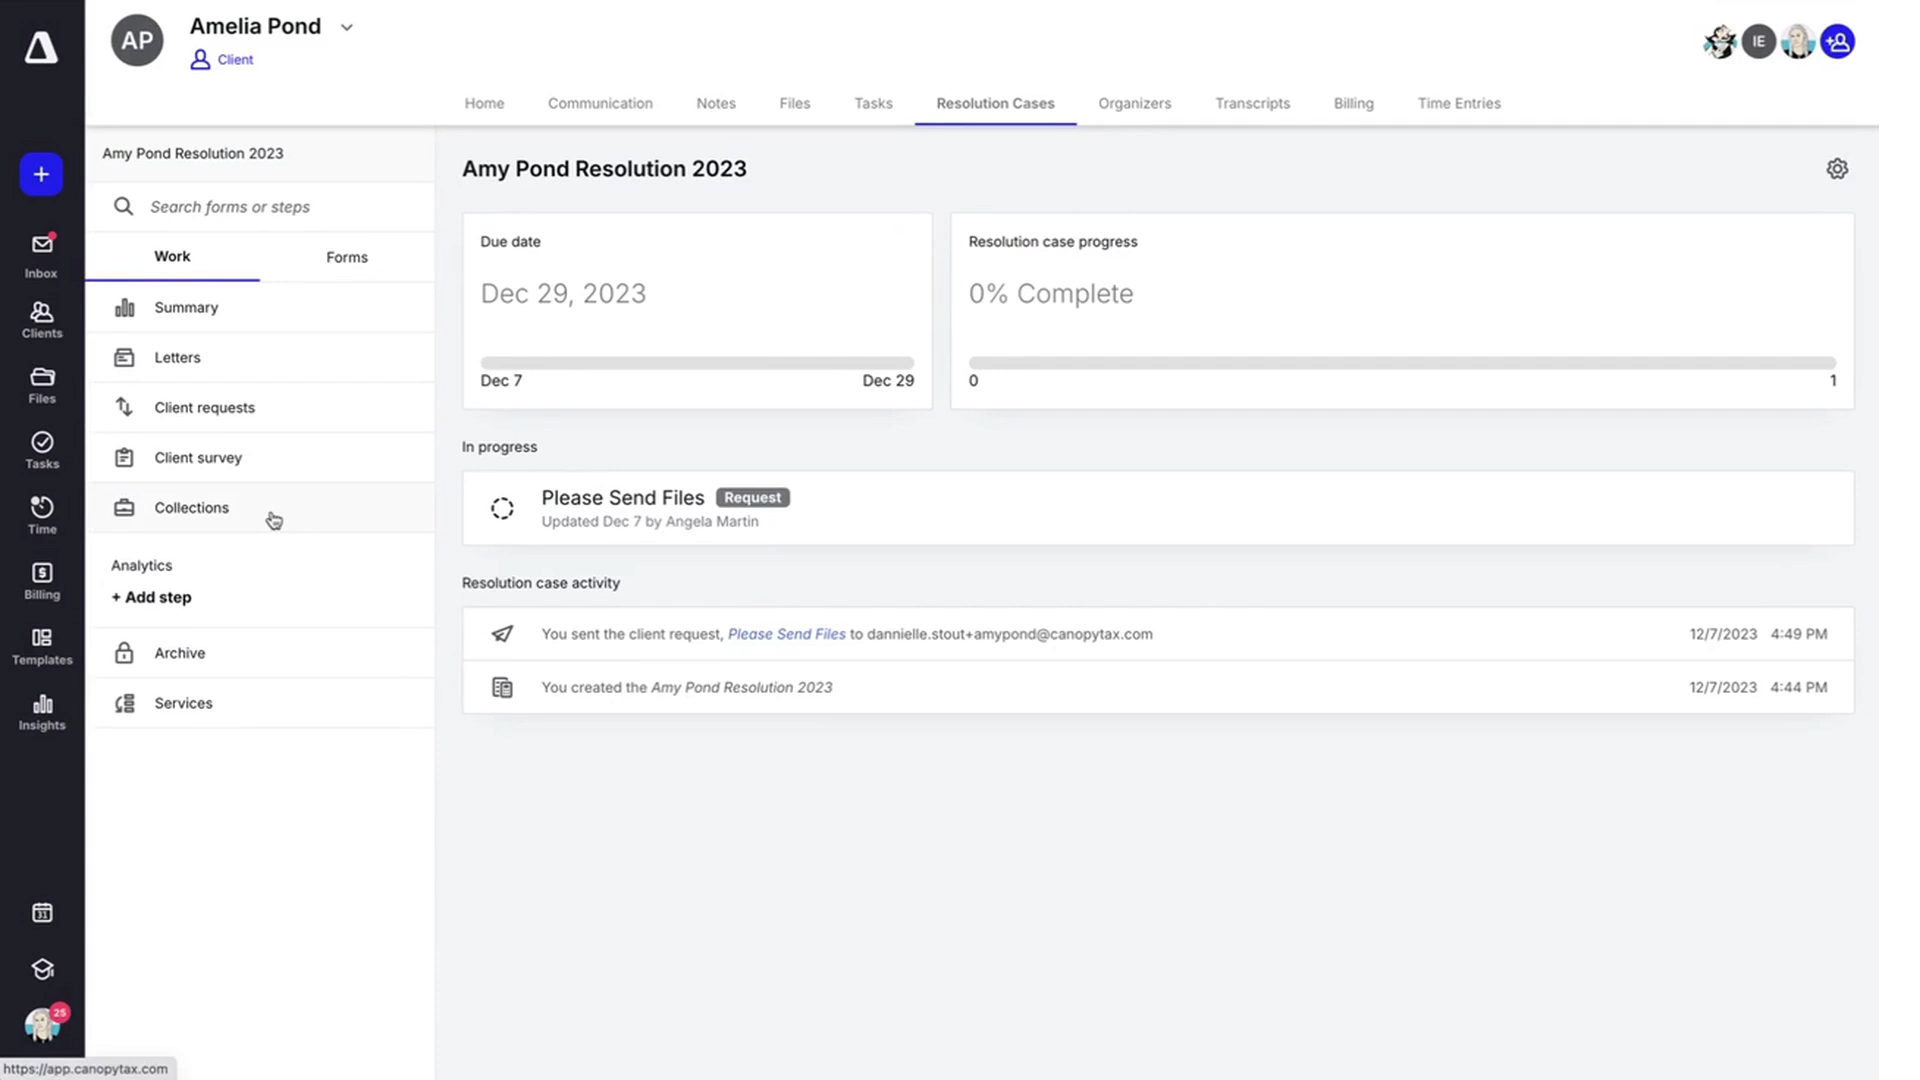 AP
Amelia Pond
Client
IE
Home
Communication
Notes
Files
Tasks
Resolution Cases
Organizers
Transcripts
Billing
Time Entries
Inbox
Clients
Files
Tasks
Time
Billing
Templates
Insights
31
25
Amy Pond Resolution 2023
Search forms or steps
Work
Forms
Summary
Letters
Client requests
Client survey
Collections
Analytics
+ Add step
Archive
Services
Amy Pond Resolution 2023
Due date
Dec 29, 2023
Dec 7
Dec 29
Resolution case progress
0% Complete
0
1
In progress
Please Send Files Request
Updated Dec 7 by Angela Martin
Resolution case activity
You sent the client request, Please Send Files to dannielle.stout+amypond@canopytax.com 12/7/2023 4:49 PM
You created the Amy Pond Resolution 2023 12/7/2023 4:44 PM
https://app.canopytax.com